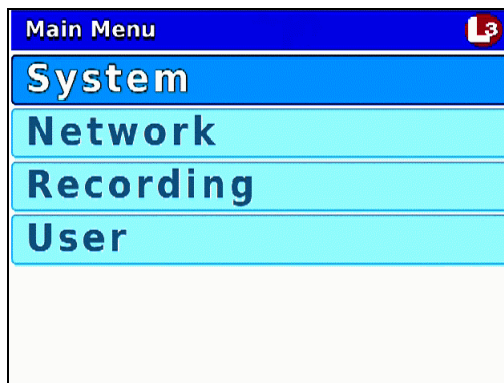 Main Menu
L3
System
Network
Recording
User